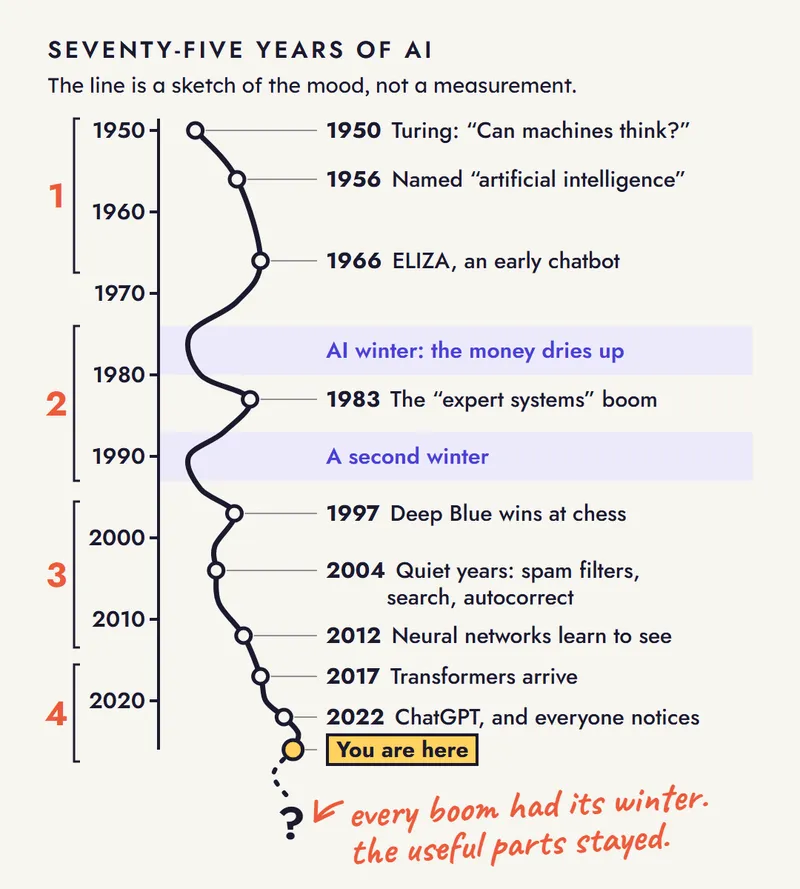 SEVENTY-FIVE YEARS OF AI
The line is a sketch of the mood, not a measurement.
1
1950
1950 Turing: “Can machines think?”
1956 Named “artificial intelligence”
1960
1966 ELIZA, an early chatbot
1970
2
AI winter: the money dries up
1980
1983 The “expert systems” boom
1990
A second winter
3
1997 Deep Blue wins at chess
2000
2004 Quiet years: spam filters,
search, autocorrect
2010
2012 Neural networks learn to see
4
2017 Transformers arrive
2020
2022 ChatGPT, and everyone notices
You are here
?
every boom had its winter.
the useful parts stayed.